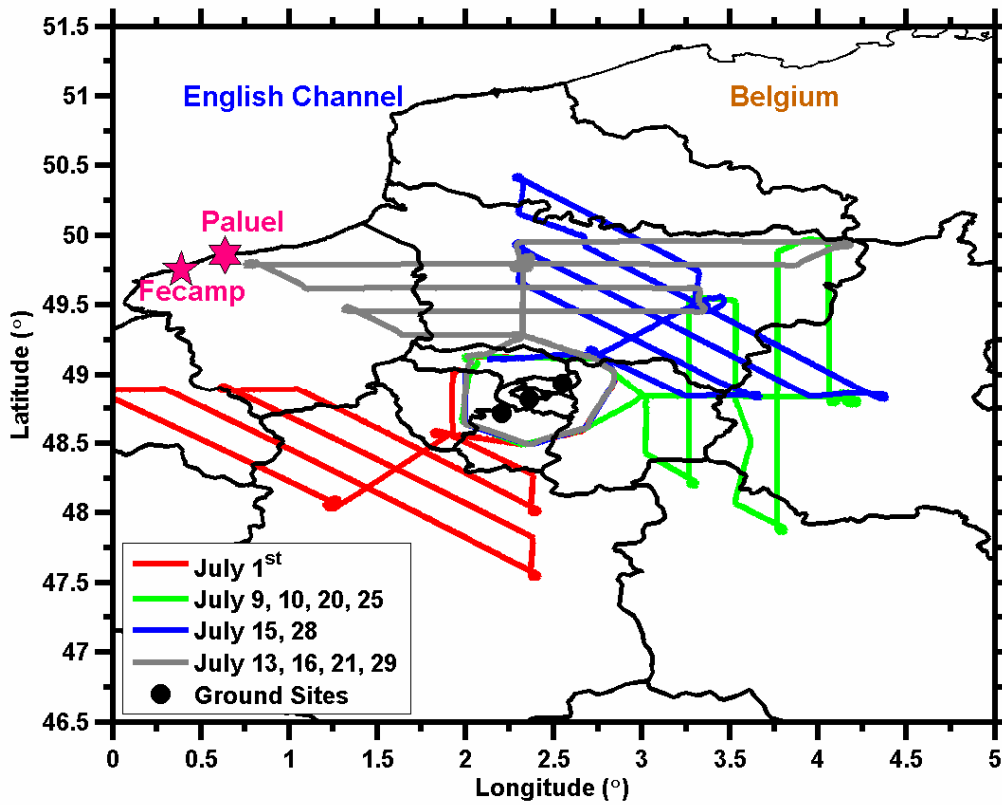 51.5
51
50.5
50
49.5
49
48.5
48
47.5
47
46.5
Latitude (°)
English Channel
Belgium
Paluel
Fecamp
July 1st
July 9, 10, 20, 25
July 15, 28
July 13, 16, 21, 29
Ground Sites
0 0.5 1 1.5 2 2.5 3 3.5 4 4.5 5
Longitude (°)